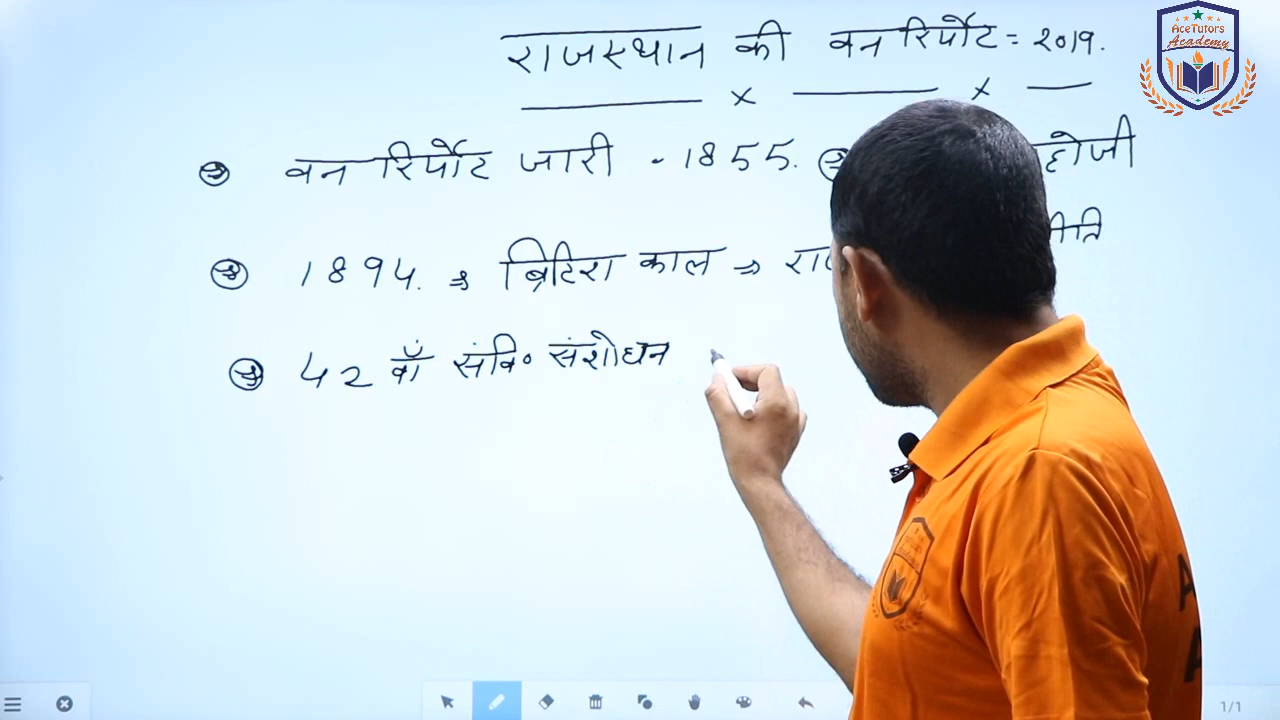 राजस्थान की वन रिर्पोट = 2019.
→ वन रिर्पोट जारी - 1855. →
→ 1894. ⇒ ब्रिटिश काल ⇒
→ 42 वाँ संवि० संशोधन
AceTutors
Academy
1/1